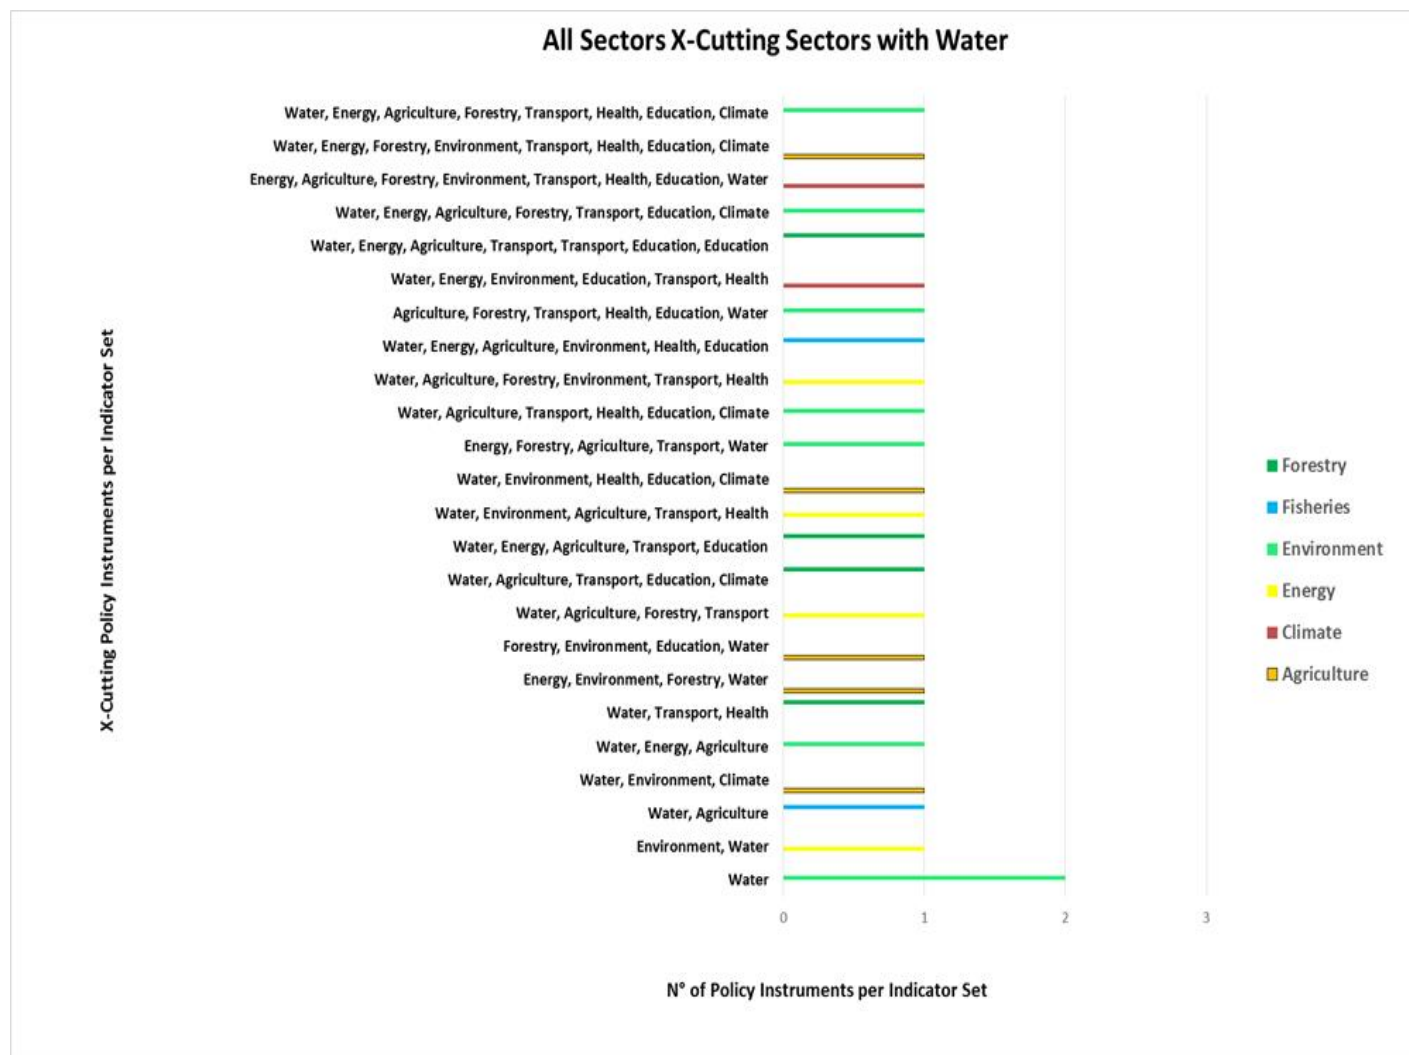 All Sectors X-Cutting Sectors with Water
X-Cutting Policy Instruments per Indicator Set
Water, Energy, Agriculture, Forestry, Transport, Health, Education, Climate
Water, Energy, Forestry, Environment, Transport, Health, Education, Climate
Energy, Agriculture, Forestry, Environment, Transport, Health, Education, Water
Water, Energy, Agriculture, Forestry, Transport, Education, Climate
Water, Energy, Agriculture, Transport, Transport, Education, Education
Water, Energy, Environment, Education, Transport, Health
Agriculture, Forestry, Transport, Health, Education, Water
Water, Energy, Agriculture, Environment, Health, Education
Water, Agriculture, Forestry, Environment, Transport, Health
Water, Agriculture, Transport, Health, Education, Climate
Energy, Forestry, Agriculture, Transport, Water
Water, Environment, Health, Education, Climate
Water, Environment, Agriculture, Transport, Health
Water, Energy, Agriculture, Transport, Education
Water, Agriculture, Transport, Education, Climate
Water, Agriculture, Forestry, Transport
Forestry, Environment, Education, Water
Energy, Environment, Forestry, Water
Water, Transport, Health
Water, Energy, Agriculture
Water, Environment, Climate
Water, Agriculture
Environment, Water
Water
0 1 2 3
N° of Policy Instruments per Indicator Set
Forestry
Fisheries
Environment
Energy
Climate
Agriculture